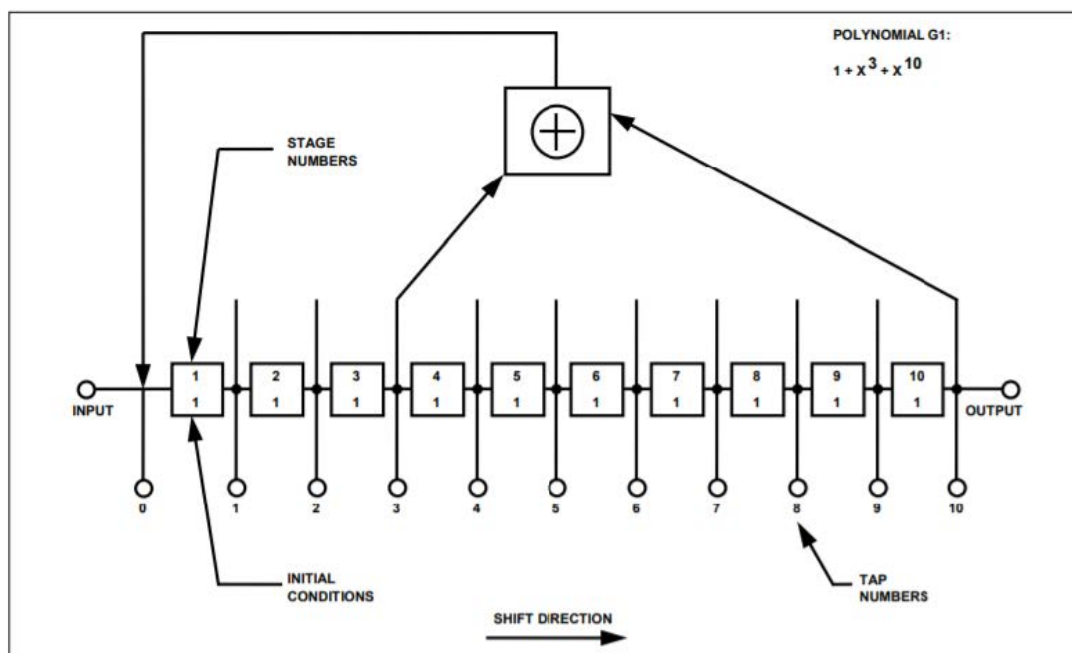 POLYNOMIAL G1:
1 + X^3 + X^10
STAGE
NUMBERS
1 2 3 4 5 6 7 8 9 10
1 1 1 1 1 1 1 1 1 1
INPUT
OUTPUT
0 1 2 3 4 5 6 7 8 9 10
INITIAL
CONDITIONS
TAP
NUMBERS
SHIFT DIRECTION